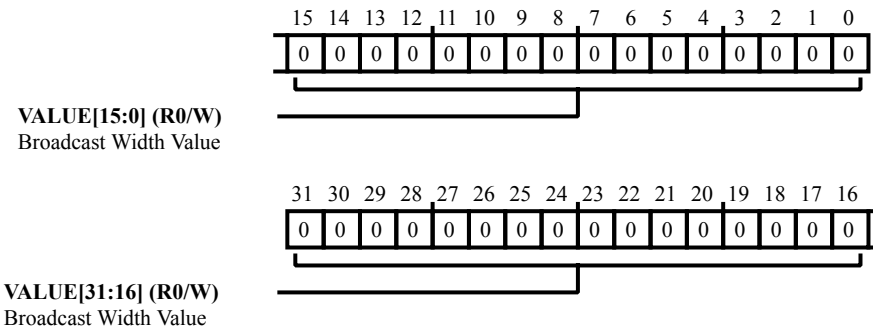 15 14 13 12 11 10 9 8 7 6 5 4 3 2 1 0
0 0 0 0 0 0 0 0 0 0 0 0 0 0 0 0
VALUE[15:0] (R0/W)
Broadcast Width Value
31 30 29 28 27 26 25 24 23 22 21 20 19 18 17 16
0 0 0 0 0 0 0 0 0 0 0 0 0 0 0 0
VALUE[31:16] (R0/W)
Broadcast Width Value